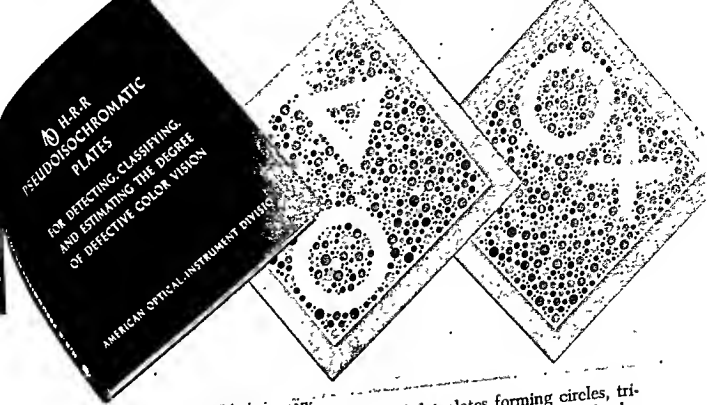 AO H.R.R
PSEUDOISOCHROMATIC
PLATES
FOR DETECTING, CLASSIFYING,
AND ESTIMATING THE DEGREE
OF DEFECTIVE COLOR VISION
AMERICAN OPTICAL INSTRUMENT DIVISION
plates forming circles, tri-